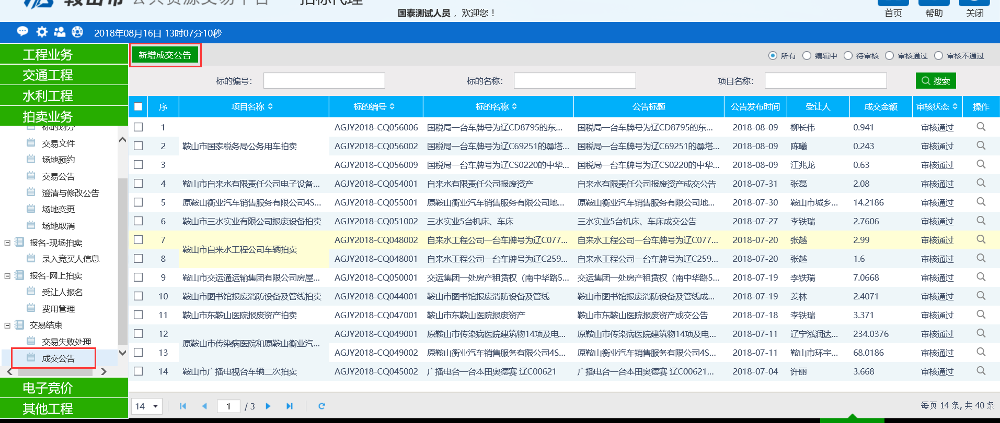 鞍山市 公共资源交易平台 招标代理
国泰测试人员 ，欢迎您！
首页 帮助 关闭
2018年08月16日 13时07分10秒
工程业务
交通工程
水利工程
拍卖业务
标的划分
交易文件
场地预约
交易公告
澄清与修改公告
场地变更
场地取消
报名-现场拍卖
录入竞买人信息
报名-网上拍卖
受让人报名
费用管理
交易结束
交易失败处理
成交公告
电子竞价
其他工程
新增成交公告
所有 编辑中 待审核 审核通过 审核不通过
标的编号： 标的名称： 项目名称： 搜索
序 项目名称 标的编号 标的名称 公告标题 公告发布时间 受让人 成交金额 审核状态 操作
1 AGJY2018-CQ056006 国税局一台车牌号为辽CD8795的东... 国税局一台车牌号为辽CD8795的东... 2018-08-09 柳长伟 0.941 审核通过
2 鞍山市国家税务局公务用车拍卖 AGJY2018-CQ056002 国税局一台车牌号为辽C69251的桑塔... 国税局一台车牌号为辽C69251的桑塔... 2018-08-09 陈曦 0.243 审核通过
3 AGJY2018-CQ056009 国税局一台车牌号为辽CS0220的中华... 国税局一台车牌号为辽CS0220的中华... 2018-08-09 江兆龙 0.63 审核通过
4 鞍山市自来水有限责任公司电子设备... AGJY2018-CQ054001 自来水有限责任公司报废资产 自来水有限责任公司报废资产成交公告 2018-07-31 张磊 2.08 审核通过
5 原鞍山衡业汽车销售服务有限公司4S... AGJY2018-CQ055001 原鞍山衡业汽车销售服务有限公司地... 原鞍山衡业汽车销售服务有限公司地... 2018-07-30 鞍山市城乡... 14.2186 审核通过
6 鞍山市三水实业有限公司报废设备拍卖 AGJY2018-CQ051002 三水实业5台机床、车床 三水实业5台机床、车床成交公告 2018-07-27 李铁瑞 2.7606 审核通过
7 鞍山市自来水工程公司车辆拍卖 AGJY2018-CQ048002 自来水工程公司一台车牌号为辽C077... 自来水工程公司一台车牌号为辽C077... 2018-07-20 张越 2.99 审核通过
8 AGJY2018-CQ048001 自来水工程公司一台车牌号为辽C259... 自来水工程公司一台车牌号为辽C259... 2018-07-20 张越 1.6 审核通过
9 鞍山市交运通运输集团有限公司房屋... AGJY2018-CQ050001 交运集团一处房产租赁权（南中华路5... 交运集团一处房产租赁权（南中华路5... 2018-07-19 李铁瑞 7.0668 审核通过
10 鞍山市图书馆报废消防设备及管线拍卖 AGJY2018-CQ044001 鞍山市图书馆报废消防设备及管线 鞍山市图书馆报废消防设备及管线成... 2018-07-19 姜林 2.4071 审核通过
11 鞍山市东鞍山医院报废资产拍卖 AGJY2018-CQ047001 鞍山市东鞍山医院报废资产 鞍山市东鞍山医院报废资产成交公告 2018-07-18 李铁瑞 3.371 审核通过
12 原鞍山市传染病医院和原鞍山衡业汽... AGJY2018-CQ049001 原鞍山市传染病医院建筑物14项及电... 原鞍山市传染病医院建筑物14项及电... 2018-07-11 辽宁泓润达... 234.0376 审核通过
13 AGJY2018-CQ049002 原鞍山衡业汽车销售服务有限公司4S... 原鞍山衡业汽车销售服务有限公司4S... 2018-07-11 鞍山市环宇... 68.0186 审核通过
14 鞍山市广播电视台车辆二次拍卖 AGJY2018-CQ045002 广播电台一台本田奥德赛 辽C00621 广播电台一台本田奥德赛 辽C00621... 2018-07-04 许丽 3.668 审核通过
14 1 / 3 每页 14 条, 共 40 条